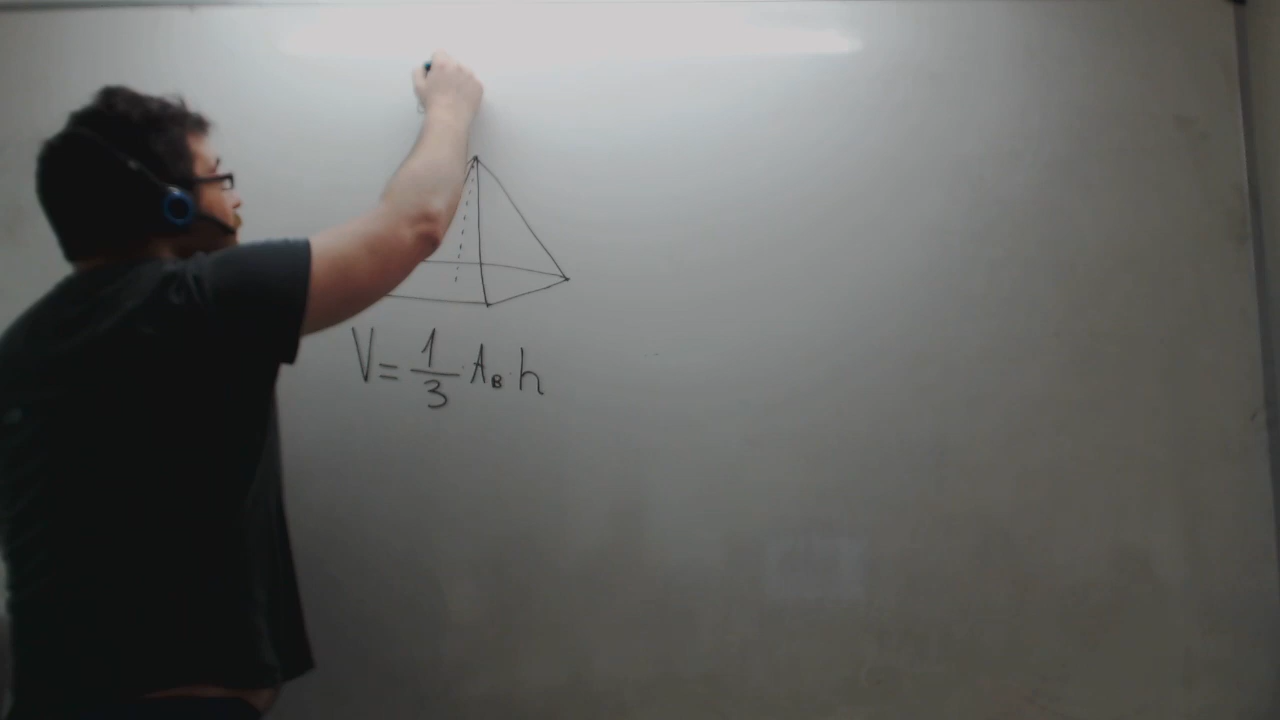 V = 1/3 · A_B · h